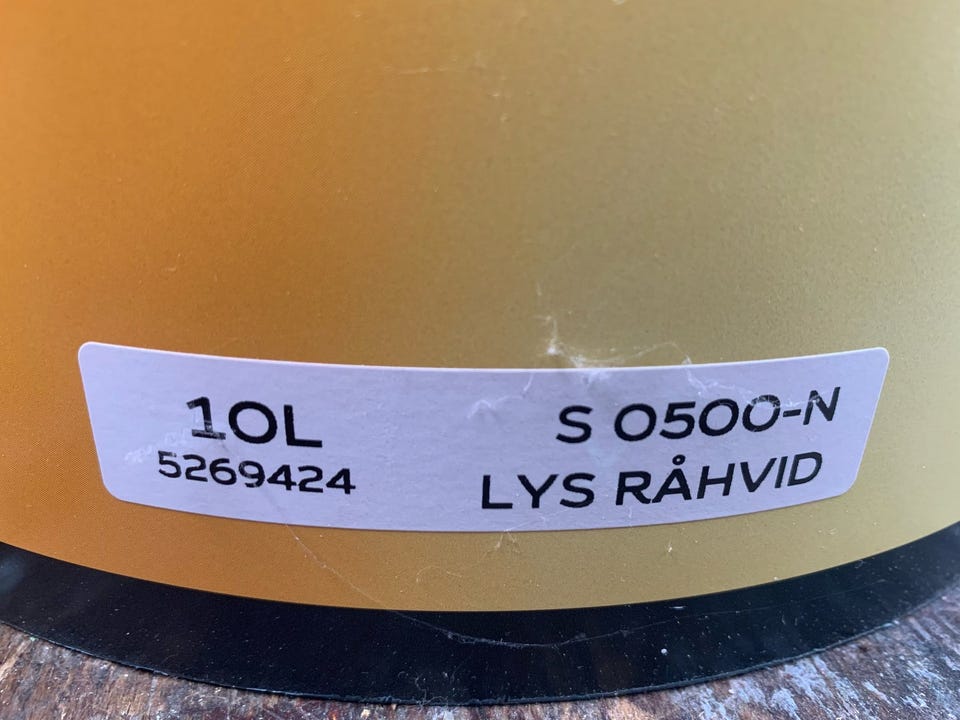 10L
5269424
S 0500-N
LYS RÅHVID